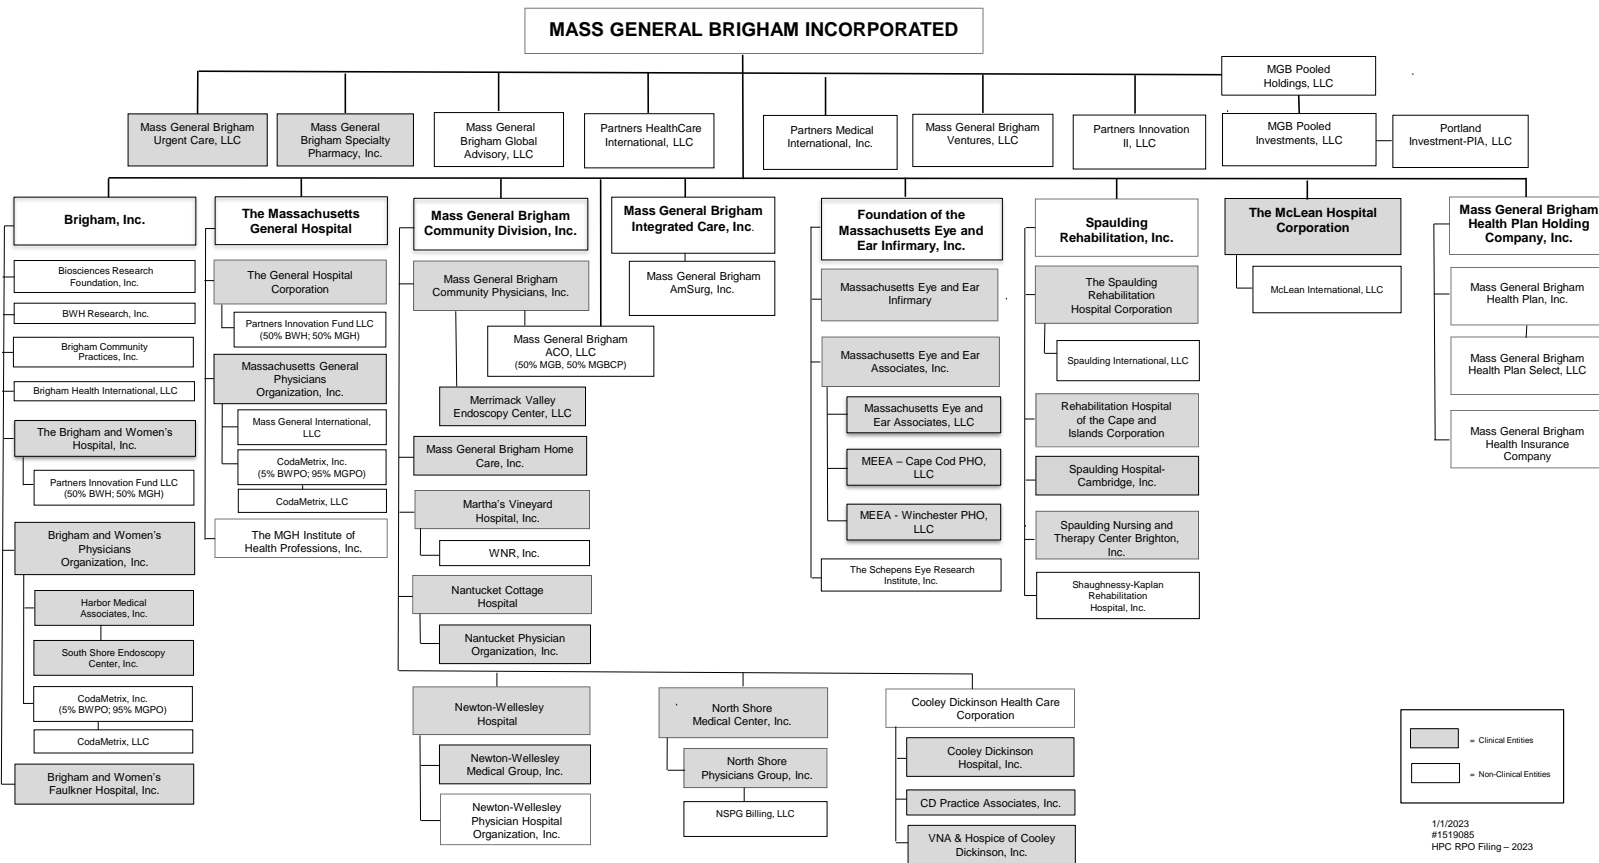 MASS GENERAL BRIGHAM INCORPORATED
MGB Pooled
Holdings, LLC
Mass General Brigham
Urgent Care, LLC
Mass General
Brigham Specialty
Pharmacy, Inc.
Mass General
Brigham Global
Advisory, LLC
Partners HealthCare
International, LLC
Partners Medical
International, Inc.
Mass General Brigham
Ventures, LLC
Partners Innovation
II, LLC
MGB Pooled
Investments, LLC
Portland
Investment-PIA, LLC
Brigham, Inc.
Biosciences Research
Foundation, Inc.
BWH Research, Inc.
Brigham Community
Practices, Inc.
Brigham Health International, LLC
The Brigham and Women's
Hospital, Inc.
Partners Innovation Fund LLC
(50% BWH; 50% MGH)
Brigham and Women's
Physicians
Organization, Inc.
Harbor Medical
Associates, Inc.
South Shore Endoscopy
Center, Inc.
CodaMetrix, Inc.
(5% BWPO; 95% MGPO)
CodaMetrix, LLC
Brigham and Women's
Faulkner Hospital, Inc.
The Massachusetts
General Hospital
The General Hospital
Corporation
Partners Innovation Fund LLC
(50% BWH; 50% MGH)
Massachusetts General
Physicians
Organization, Inc.
Mass General International,
LLC
CodaMetrix, Inc.
(5% BWPO; 95% MGPO)
CodaMetrix, LLC
The MGH Institute of
Health Professions, Inc.
Mass General Brigham
Community Division, Inc.
Mass General Brigham
Community Physicians, Inc.
Mass General Brigham
ACO, LLC
(50% MGB, 50% MGBCP)
Merrimack Valley
Endoscopy Center, LLC
Mass General Brigham Home
Care, Inc.
Martha's Vineyard
Hospital, Inc.
WNR, Inc.
Nantucket Cottage
Hospital
Nantucket Physician
Organization, Inc.
Newton-Wellesley
Hospital
Newton-Wellesley
Medical Group, Inc.
Newton-Wellesley
Physician Hospital
Organization, Inc.
North Shore
Medical Center, Inc.
North Shore
Physicians Group, Inc.
NSPG Billing, LLC
Cooley Dickinson Health Care
Corporation
Cooley Dickinson
Hospital, Inc.
CD Practice Associates, Inc.
VNA & Hospice of Cooley
Dickinson, Inc.
Mass General Brigham
Integrated Care, Inc.
Mass General Brigham
AmSurg, Inc.
Foundation of the
Massachusetts Eye and
Ear Infirmary, Inc.
Massachusetts Eye and Ear
Infirmary
Massachusetts Eye and Ear
Associates, Inc.
Massachusetts Eye and
Ear Associates, LLC
MEEA – Cape Cod PHO,
LLC
MEEA - Winchester PHO,
LLC
The Schepens Eye Research
Institute, Inc.
Spaulding
Rehabilitation, Inc.
The Spaulding
Rehabilitation
Hospital Corporation
Spaulding International, LLC
Rehabilitation Hospital
of the Cape and
Islands Corporation
Spaulding Hospital-
Cambridge, Inc.
Spaulding Nursing and
Therapy Center Brighton,
Inc.
Shaughnessy-Kaplan
Rehabilitation
Hospital, Inc.
The McLean Hospital
Corporation
McLean International, LLC
Mass General Brigham
Health Plan Holding
Company, Inc.
Mass General Brigham
Health Plan, Inc.
Mass General Brigham
Health Plan Select, LLC
Mass General Brigham
Health Insurance
Company
= Clinical Entities
= Non-Clinical Entities
1/1/2023
#1519085
HPC RPO Filing – 2023